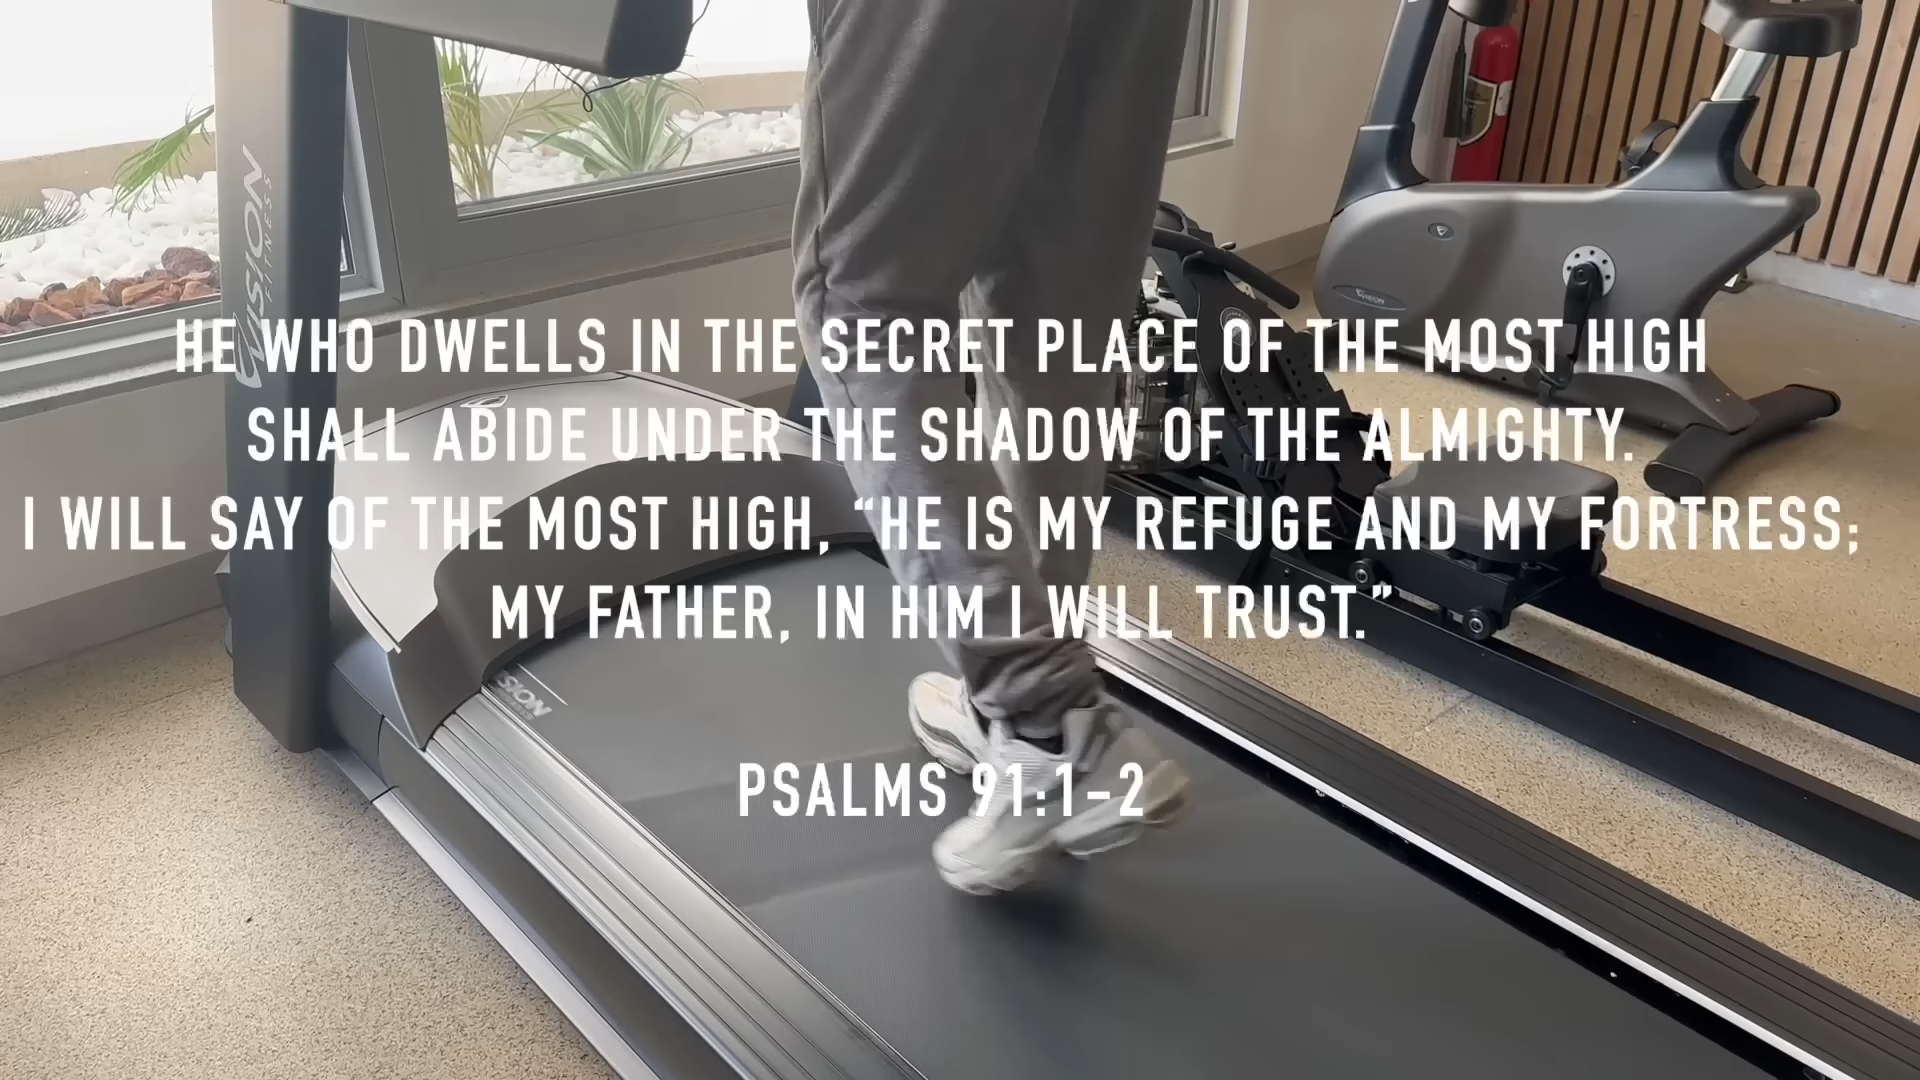 VISION
FITNESS
HE WHO DWELLS IN THE SECRET PLACE OF THE MOST HIGH
SHALL ABIDE UNDER THE SHADOW OF THE ALMIGHTY.
I WILL SAY OF THE MOST HIGH, “HE IS MY REFUGE AND MY FORTRESS;
MY FATHER, IN HIM I WILL TRUST.”
SION
PSALMS 91:1-2